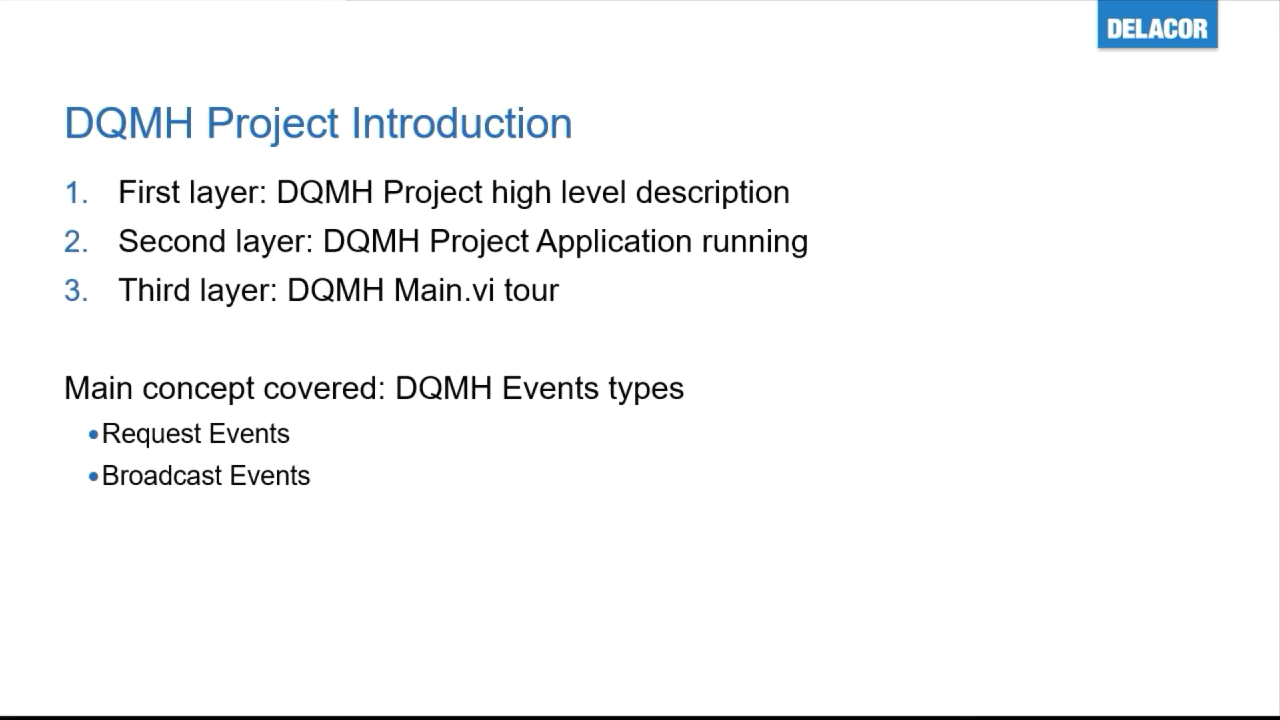 DELACOR
DQMH Project Introduction
1. First layer: DQMH Project high level description
2. Second layer: DQMH Project Application running
3. Third layer: DQMH Main.vi tour
Main concept covered: DQMH Events types
•Request Events
•Broadcast Events